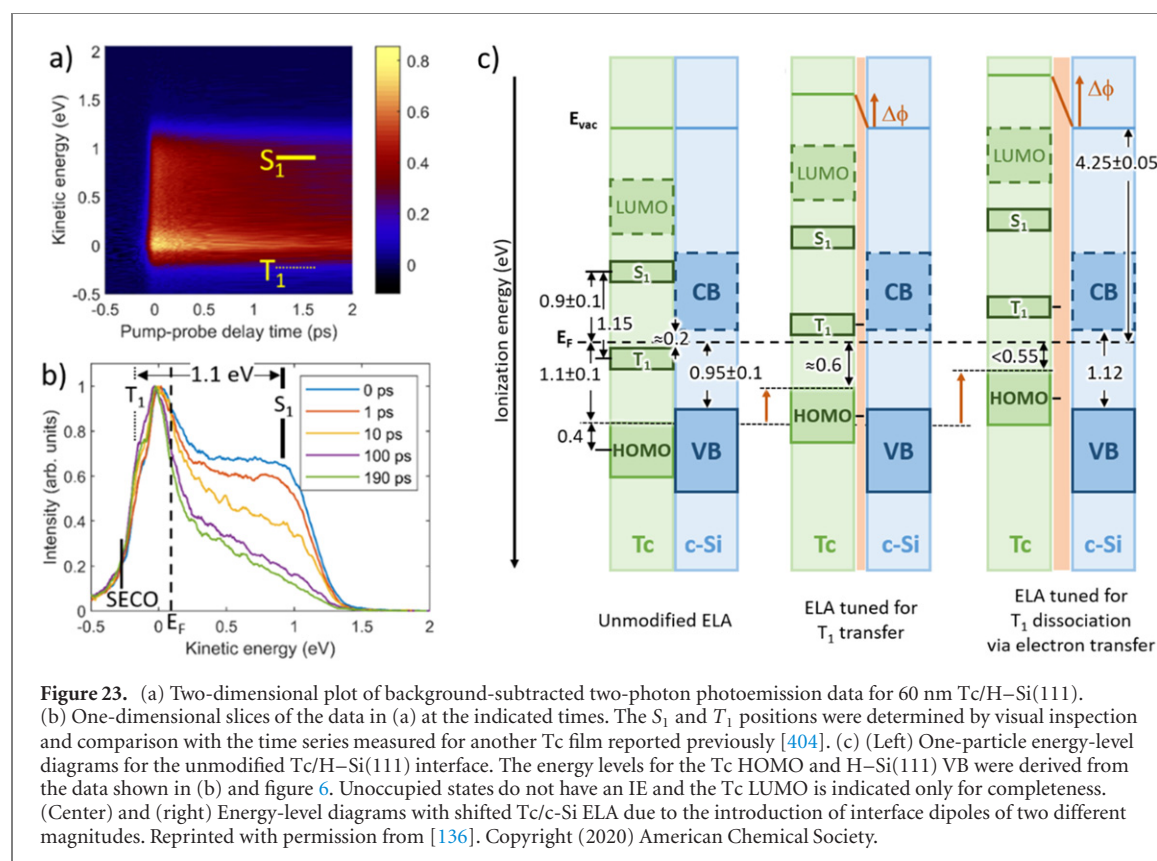 a)
Kinetic energy (eV)
2
1.5
1
0.5
0
-0.5
S1
T1
-0.5
0
0.5
1
1.5
2
Pump-probe delay time (ps)
0.8
0.6
0.4
0.2
0
b)
Intensity (arb. units)
1
0.8
0.6
0.4
0.2
0
1.1 eV
T1
S1
0 ps
1 ps
10 ps
100 ps
190 ps
SECO
EF
-0.5
0
0.5
1
1.5
2
Kinetic energy (eV)
c)
Ionization energy (eV)
Evac
EF
LUMO
S1
CB
0.9±0.1
1.15
≈0.2
T1
1.1±0.1
0.95±0.1
0.4
HOMO
VB
Tc
c-Si
Unmodified ELA
Δϕ
LUMO
S1
CB
T1
≈0.6
HOMO
VB
Tc
c-Si
ELA tuned for
T1 transfer
Δϕ
4.25±0.05
LUMO
S1
CB
T1
<0.55
1.12
HOMO
VB
Tc
c-Si
ELA tuned for
T1 dissociation
via electron transfer
Figure 23. (a) Two-dimensional plot of background-subtracted two-photon photoemission data for 60 nm Tc/H–Si(111).
(b) One-dimensional slices of the data in (a) at the indicated times. The S1 and T1 positions were determined by visual inspection
and comparison with the time series measured for another Tc film reported previously [404]. (c) (Left) One-particle energy-level
diagrams for the unmodified Tc/H–Si(111) interface. The energy levels for the Tc HOMO and H–Si(111) VB were derived from
the data shown in (b) and figure 6. Unoccupied states do not have an IE and the Tc LUMO is indicated only for completeness.
(Center) and (right) Energy-level diagrams with shifted Tc/c-Si ELA due to the introduction of interface dipoles of two different
magnitudes. Reprinted with permission from [136]. Copyright (2020) American Chemical Society.